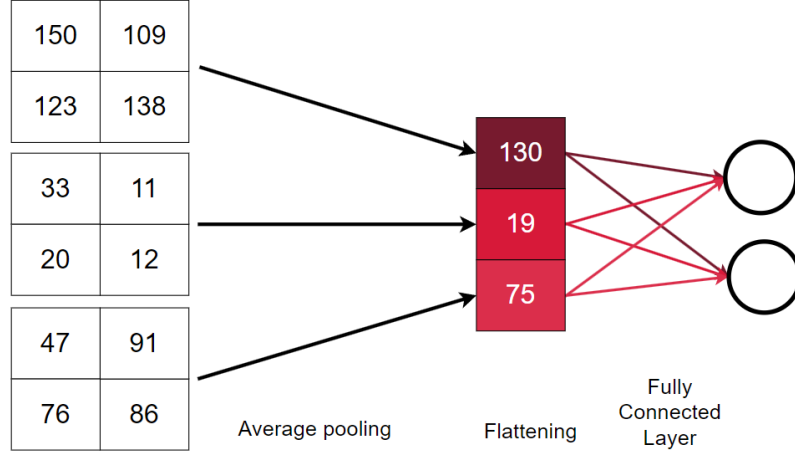 150 109
123 138
33 11
20 12
47 91
76 86
130
19
75
Average pooling
Flattening
Fully
Connected
Layer